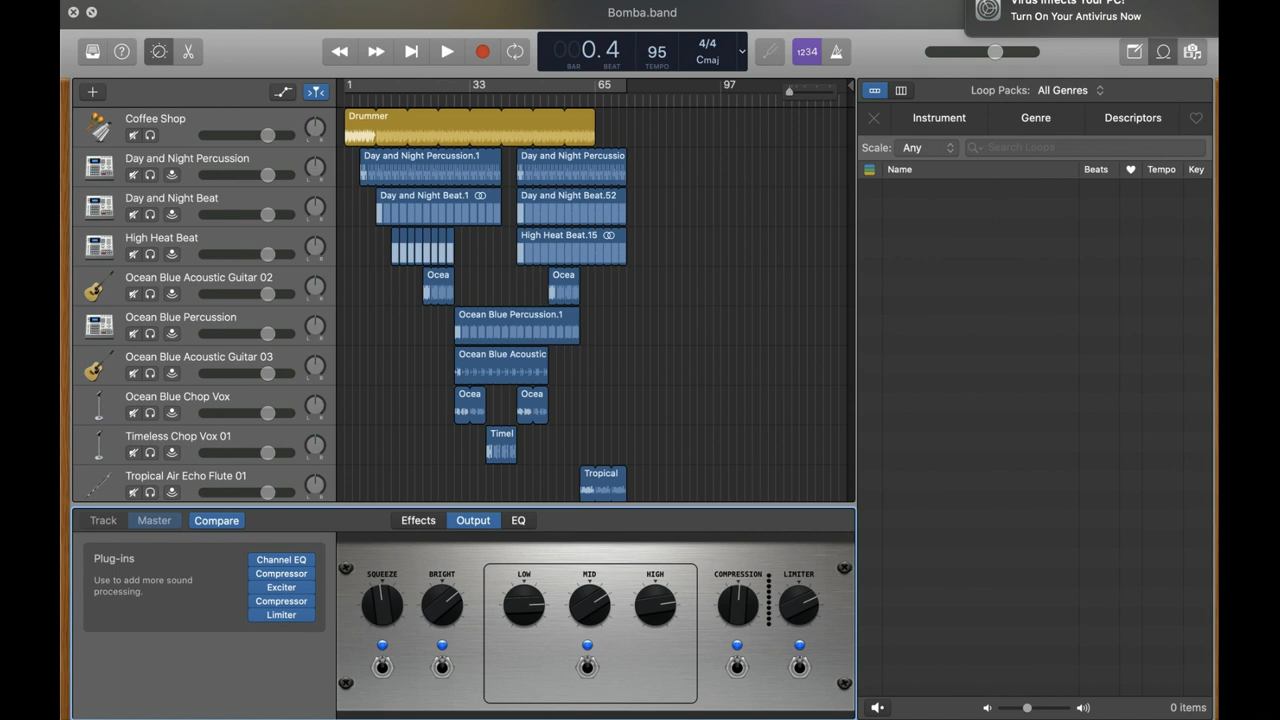 Bomba.band
Virus Infects Your PC!
Turn On Your Antivirus Now
000.4
BAR
BEAT
95
TEMPO
4/4
Cmaj
1234
1
33
65
97
Loop Packs: All Genres
Instrument
Genre
Descriptors
Scale:
Any
Search Loops
Name
Beats
Tempo
Key
Coffee Shop
Drummer
L R
Day and Night Percussion
Day and Night Percussion.1
Day and Night Percussio
L R
Day and Night Beat
Day and Night Beat.1
Day and Night Beat.52
L R
High Heat Beat
High Heat Beat.15
L R
Ocean Blue Acoustic Guitar 02
Ocea
Ocea
L R
Ocean Blue Percussion
Ocean Blue Percussion.1
L R
Ocean Blue Acoustic Guitar 03
Ocean Blue Acoustic
L R
Ocean Blue Chop Vox
Ocea
Ocea
L R
Timeless Chop Vox 01
Timel
L R
Tropical Air Echo Flute 01
Tropical
L R
Track
Master
Compare
Effects
Output
EQ
Plug-ins
Use to add more sound
processing.
Channel EQ
Compressor
Exciter
Compressor
Limiter
SQUEEZE
BRIGHT
LOW
MID
HIGH
COMPRESSION
LIMITER
0 items